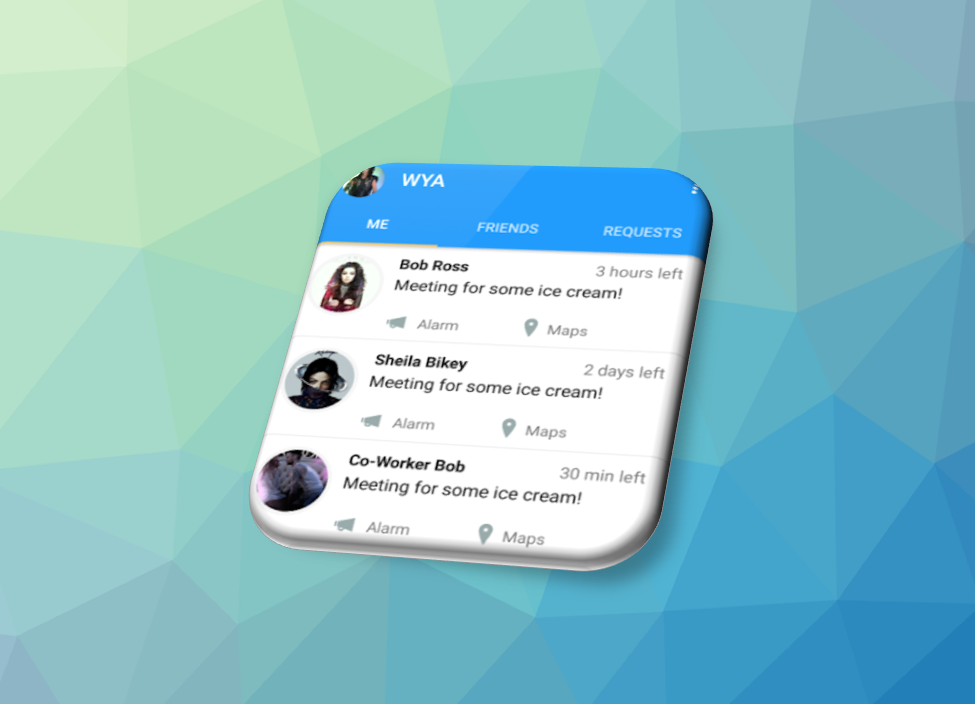 WYA
ME FRIENDS REQUESTS
Bob Ross 3 hours left
Meeting for some ice cream!
Alarm Maps
Sheila Bikey 2 days left
Meeting for some ice cream!
Alarm Maps
Co-Worker Bob 30 min left
Meeting for some ice cream!
Alarm Maps